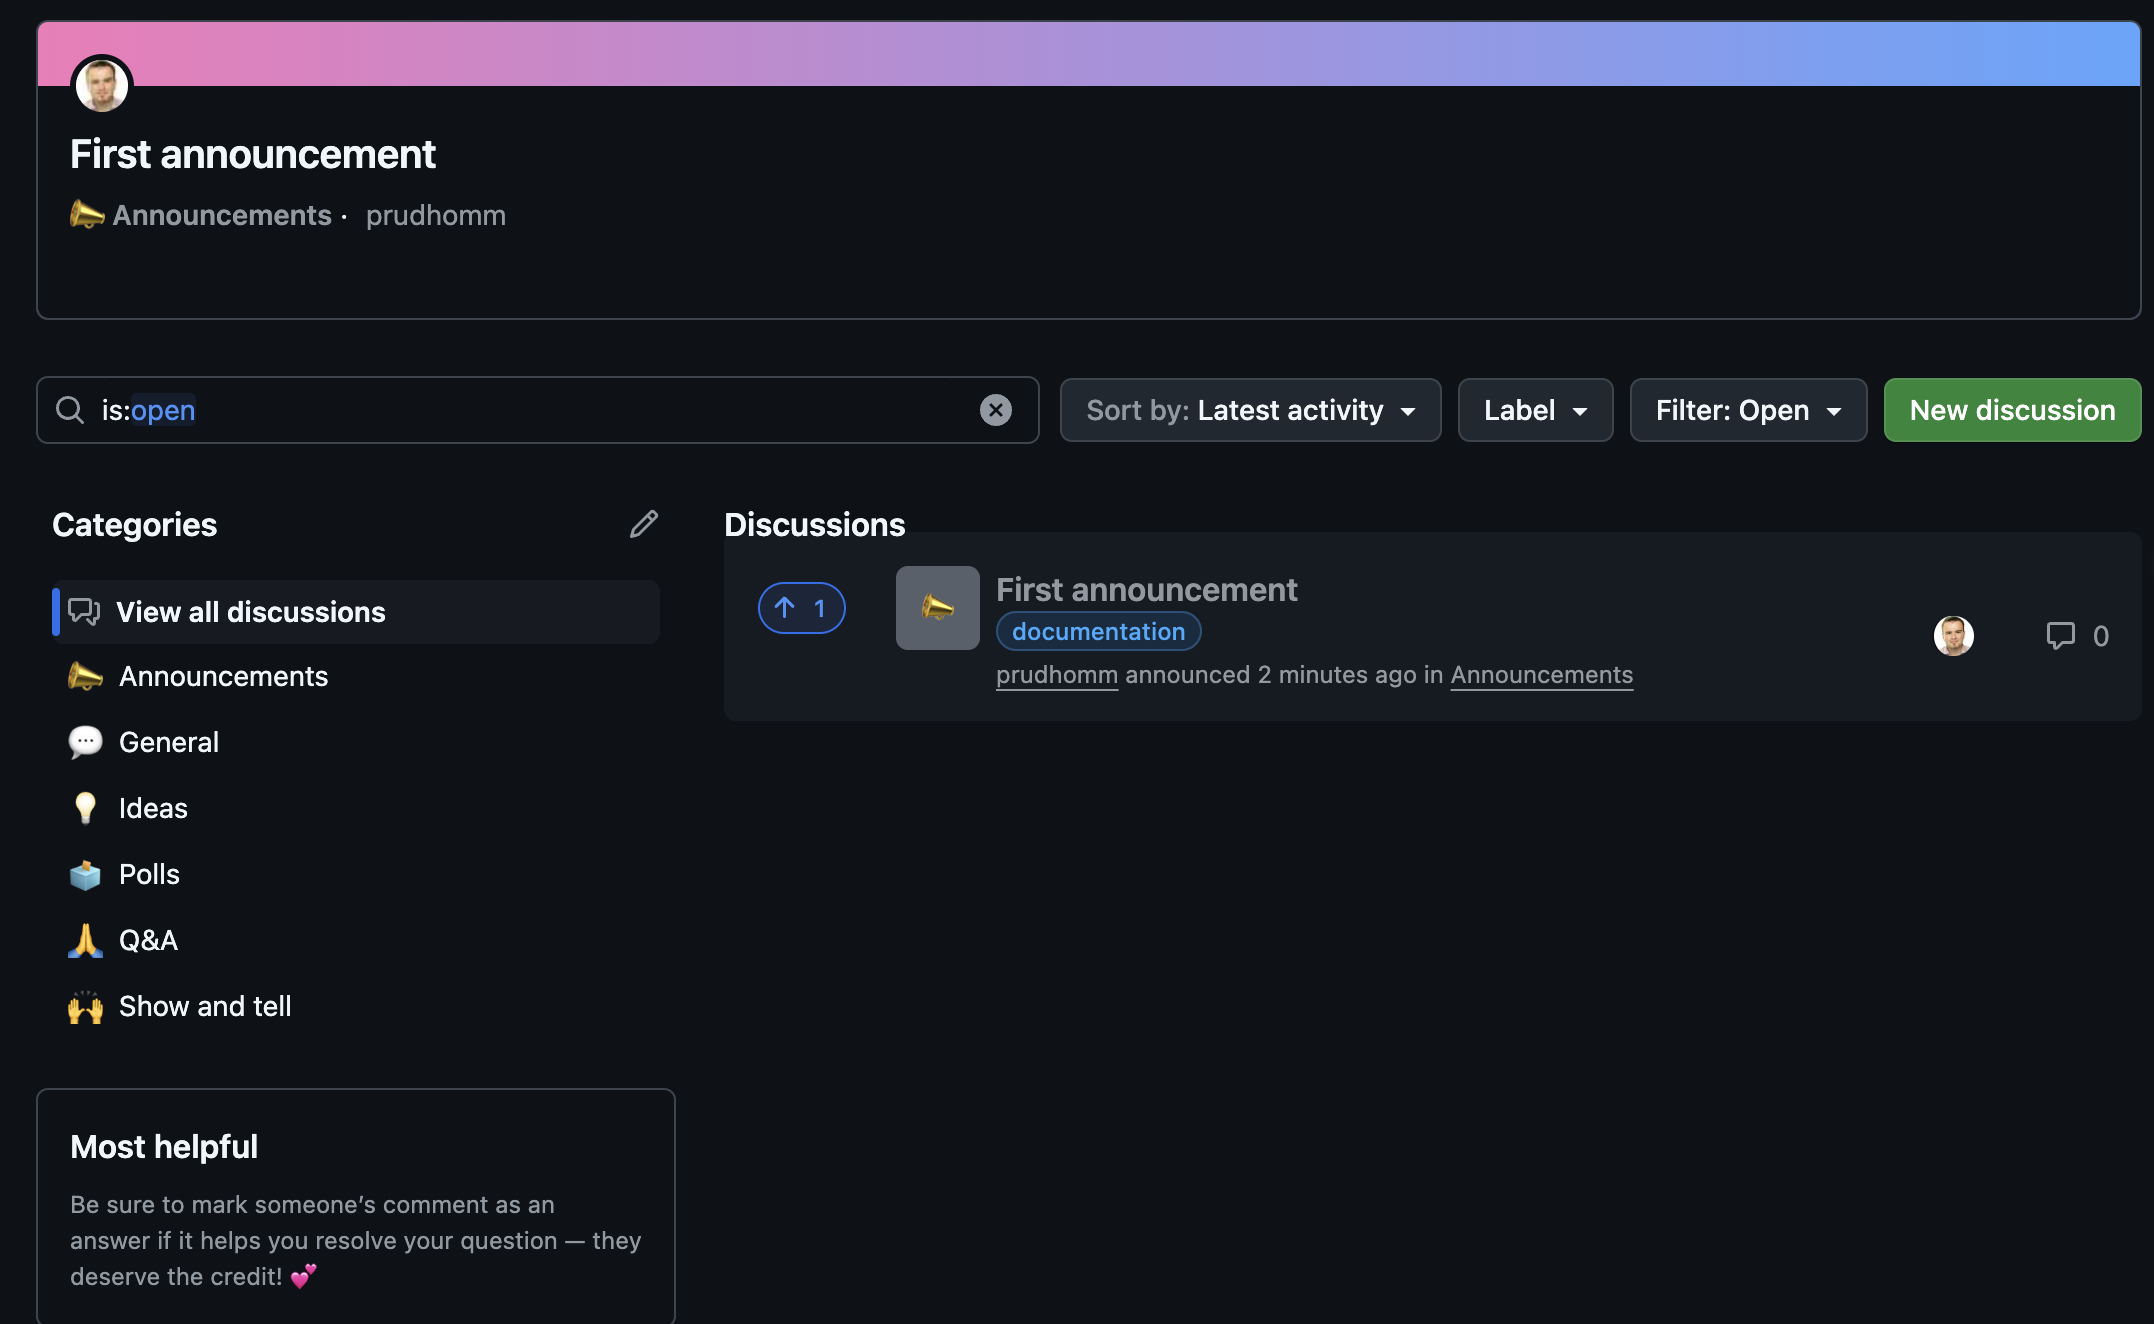 First announcement
Announcements · prudhomm
is:open
Sort by: Latest activity
Label
Filter: Open
New discussion
Categories
View all discussions
Announcements
General
Ideas
Polls
Q&A
Show and tell
Most helpful
Be sure to mark someone’s comment as an
answer if it helps you resolve your question — they
deserve the credit! 💕
Discussions
1
First announcement
documentation
prudhomm announced 2 minutes ago in Announcements
0